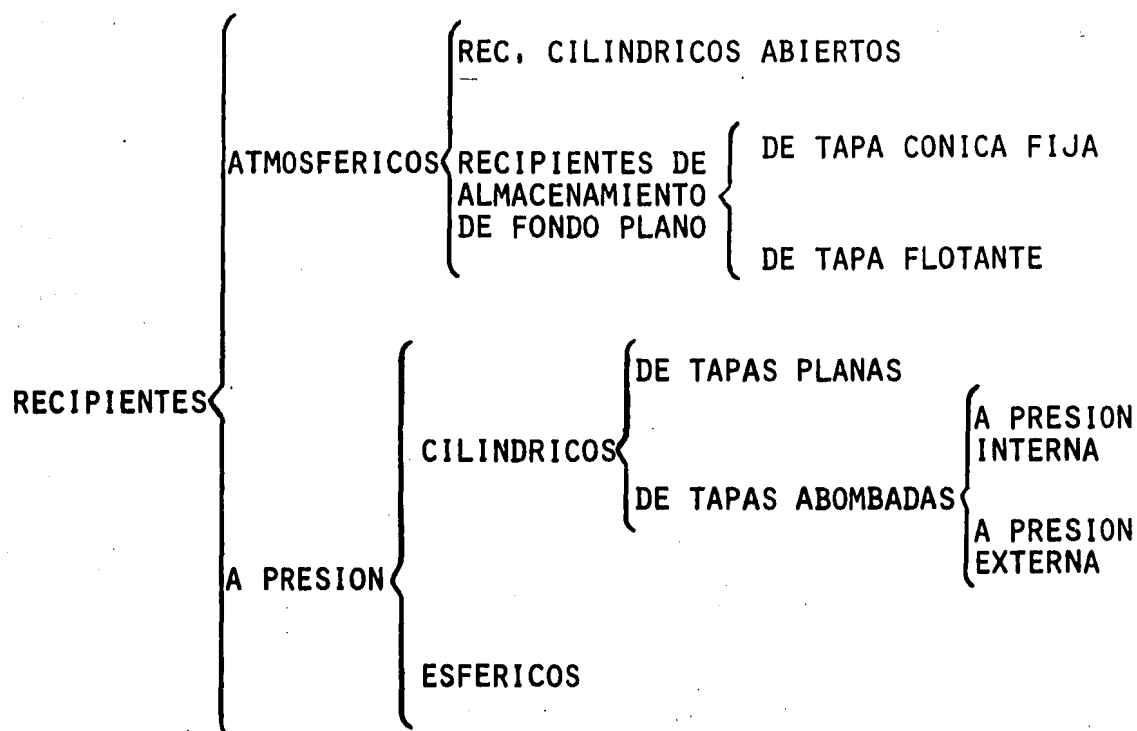 REC. CILINDRICOS ABIERTOS
ATMOSFERICOS
RECIPIENTES DE
ALMACENAMIENTO
DE FONDO PLANO
DE TAPA CONICA FIJA
DE TAPA FLOTANTE
RECIPIENTES
A PRESION
CILINDRICOS
DE TAPAS PLANAS
DE TAPAS ABOMBADAS
A PRESION
INTERNA
A PRESION
EXTERNA
ESFERICOS